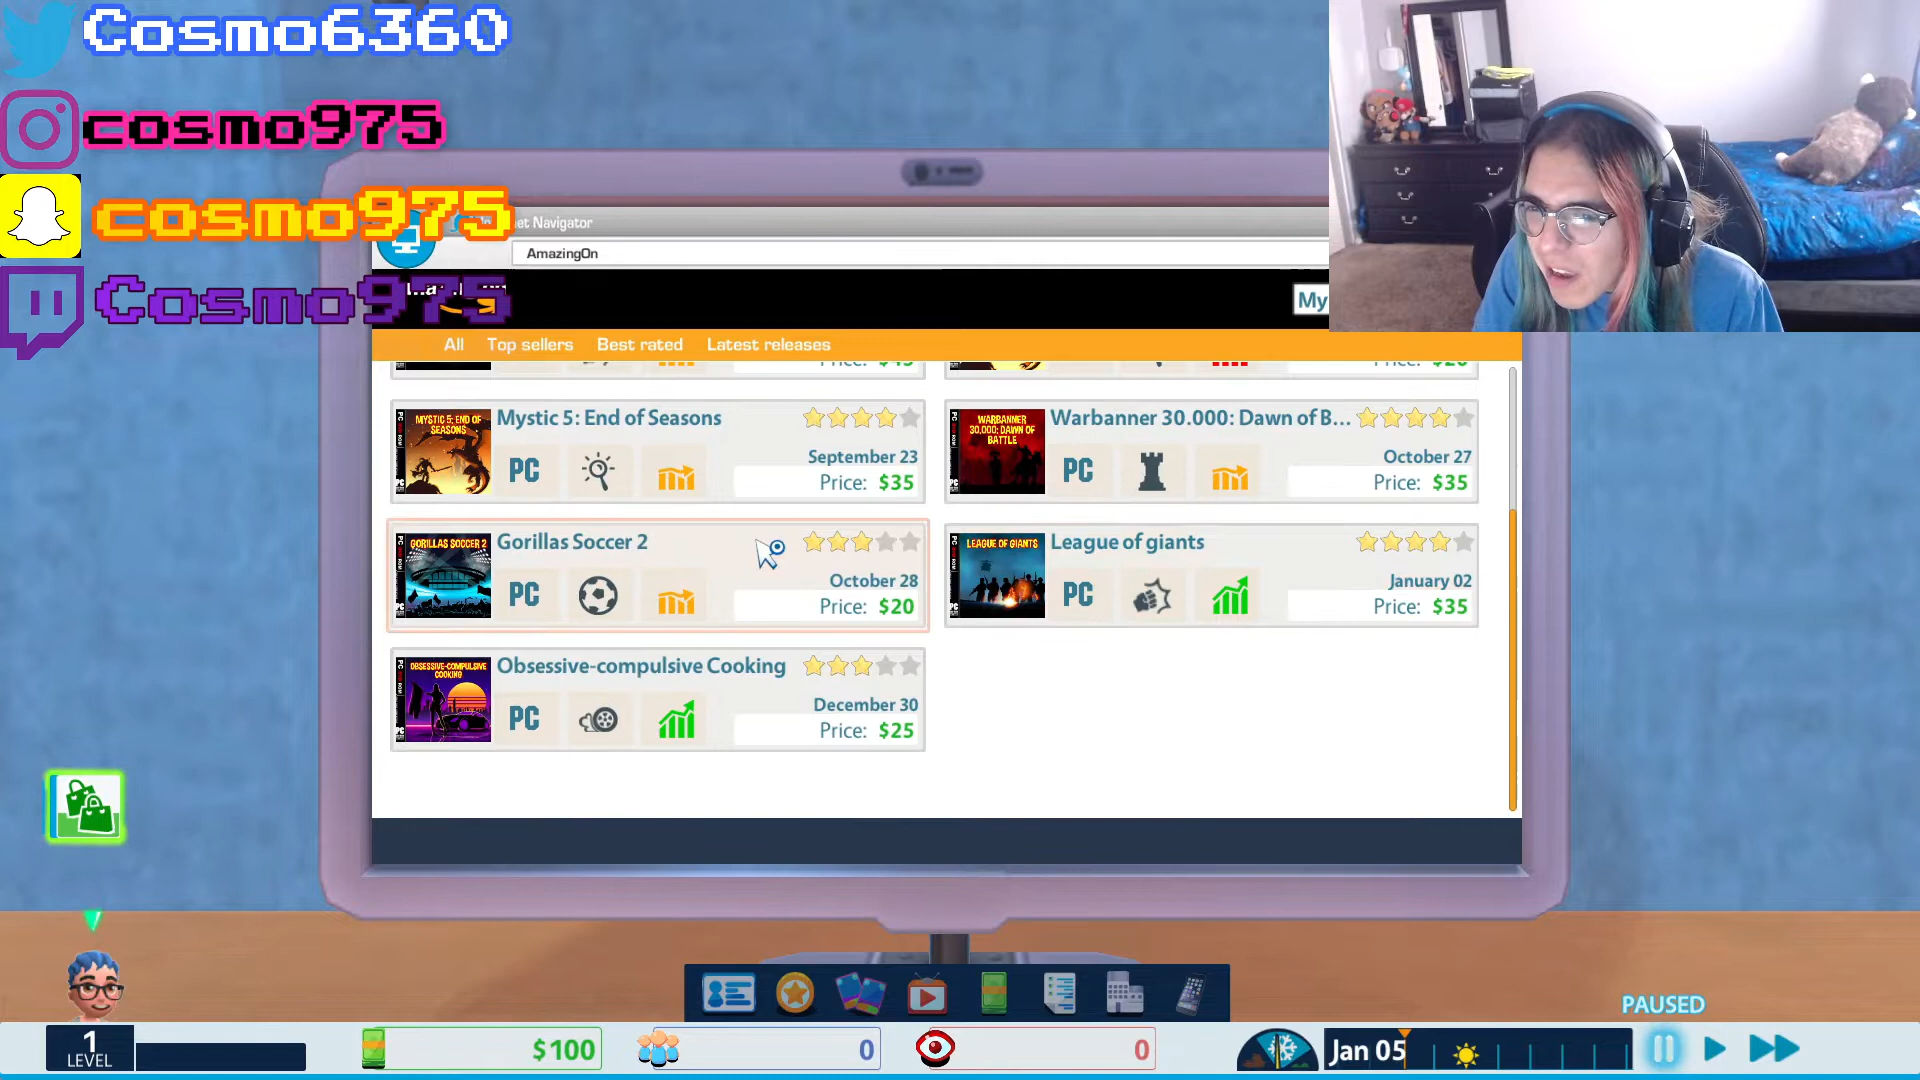 Cosmo6360
cosmo975
cosmo975
Cosmo975
et Navigator
AmazingOn
My
All Top sellers Best rated Latest releases
MYSTIC 5: END OF SEASONS
Mystic 5: End of Seasons
PC
September 23
Price: $35
WARBANNER 30.000: DAWN OF BATTLE
Warbanner 30.000: Dawn of B...
PC
October 27
Price: $35
GORILLAS SOCCER 2
Gorillas Soccer 2
PC
October 28
Price: $20
LEAGUE OF GIANTS
League of giants
PC
January 02
Price: $35
OBSESSIVE-COMPULSIVE COOKING
Obsessive-compulsive Cooking
PC
December 30
Price: $25
PAUSED
1
LEVEL
$100
0
0
Jan 05